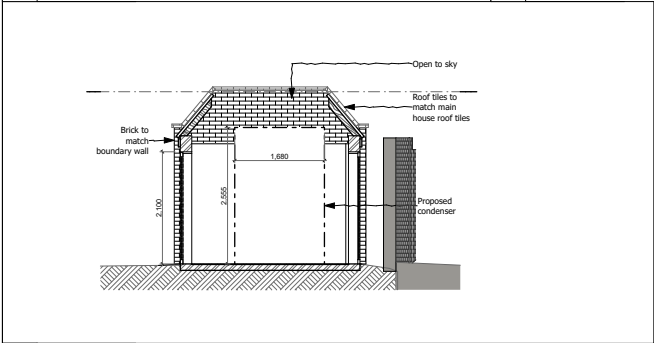 Open to sky
Roof tiles to
match main
house roof tiles
Brick to
match
boundary wall
1,680
2,555
2,100
Proposed
condenser